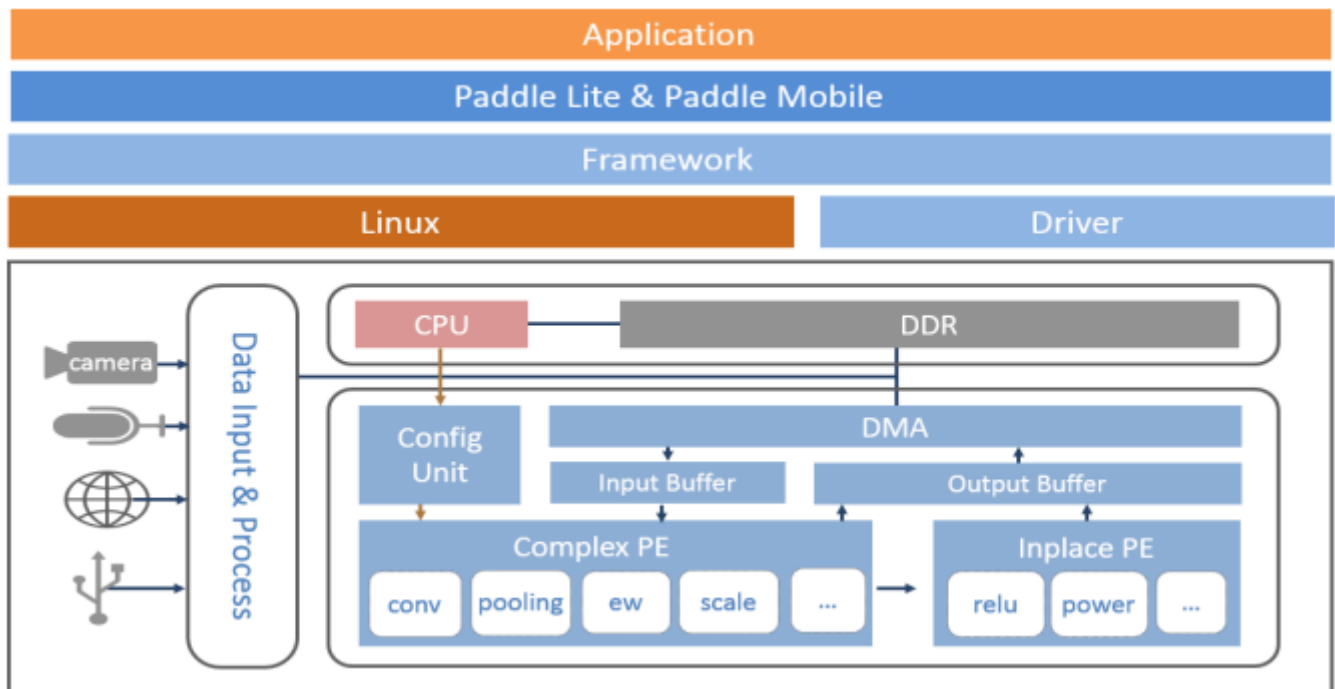 Application
Paddle Lite & Paddle Mobile
Framework
Linux
Driver
camera
Data Input & Process
CPU
DDR
Config
Unit
DMA
Input Buffer
Output Buffer
Complex PE
conv
pooling
ew
scale
...
Inplace PE
relu
power
...